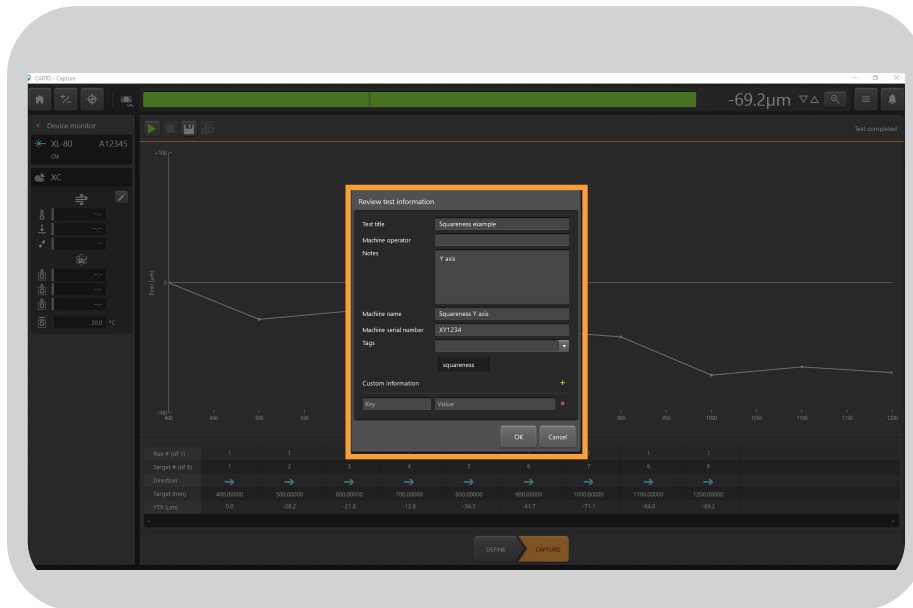 CARTO - Capture
-69.2µm
Device monitor
Test completed
XL-80 A12345
Ok
XC
--.-
--.-
--
--.-
--.-
--.-
20.0 °C
+100
Error (µm)
0
-100
400 450 500 550 850 900 950 1000 1050 1100 1150 1200
Review test information
Test title Squareness example
Machine operator
Notes Y axis
Machine name Squareness Y axis
Machine serial number XY1234
Tags
squareness
Custom information +
Key Value ×
OK Cancel
Run # (of 1) 1 1 1 1 1
Target # (of 9) 1 2 3 4 5 6 7 8 9
Direction
Target (mm) 400.00000 500.00000 600.00000 700.00000 800.00000 900.00000 1000.00000 1100.00000 1200.00000
YTX (µm) 0.0 -28.2 -21.8 -12.6 -36.5 -41.7 -71.1 -64.8 -69.2
DEFINE CAPTURE